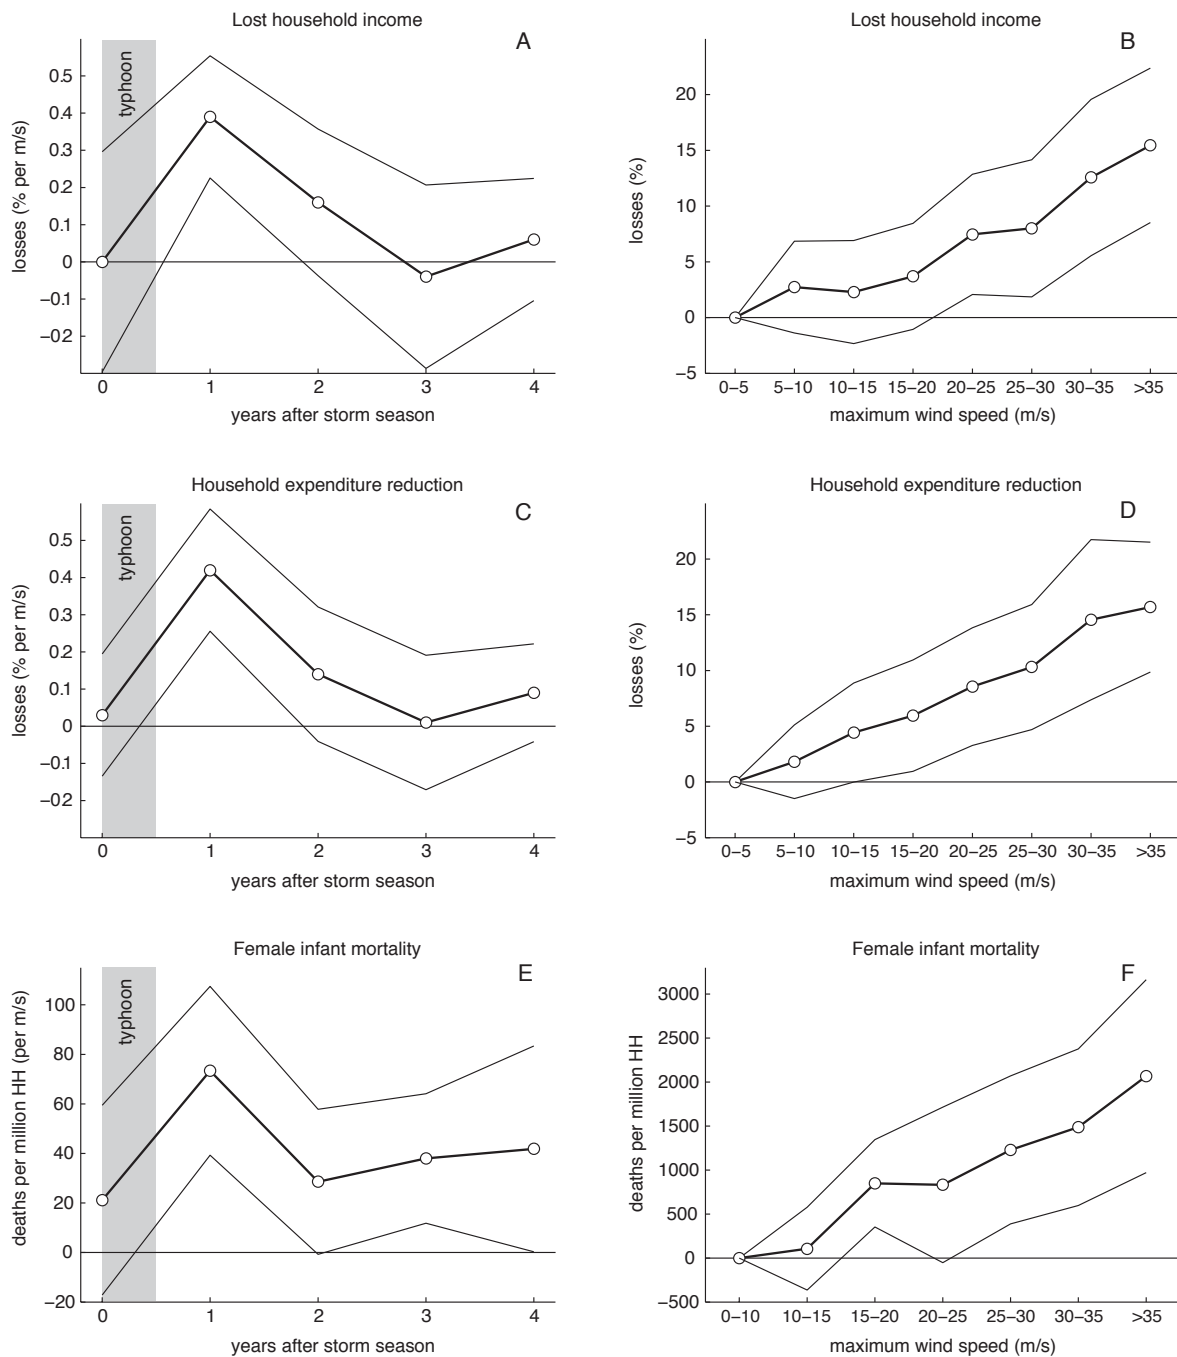 Lost household income
A
typhoon
losses (% per m/s)
0.5
0.4
0.3
0.2
0.1
0
−0.1
−02
0 1 2 3 4
years after storm season
Lost household income
B
losses (%)
20
15
10
5
0
−5
0−5 5−10 10−15 15−20 20−25 25−30 30−35 >35
maximum wind speed (m/s)
Household expenditure reduction
C
typhoon
losses (% per m/s)
0.5
0.4
0.3
0.2
0.1
0
−0.1
−02
0 1 2 3 4
years after storm season
Household expenditure reduction
D
losses (%)
20
15
10
5
0
−5
0−5 5−10 10−15 15−20 20−25 25−30 30−35 >35
maximum wind speed (m/s)
Female infant mortality
E
typhoon
deaths per million HH (per m/s)
100
80
60
40
20
0
−20
0 1 2 3 4
years after storm season
Female infant mortality
F
deaths per million HH
3000
2500
2000
1500
1000
500
0
−500
0−10 10−15 15−20 20−25 25−30 30−35 >35
maximum wind speed (m/s)